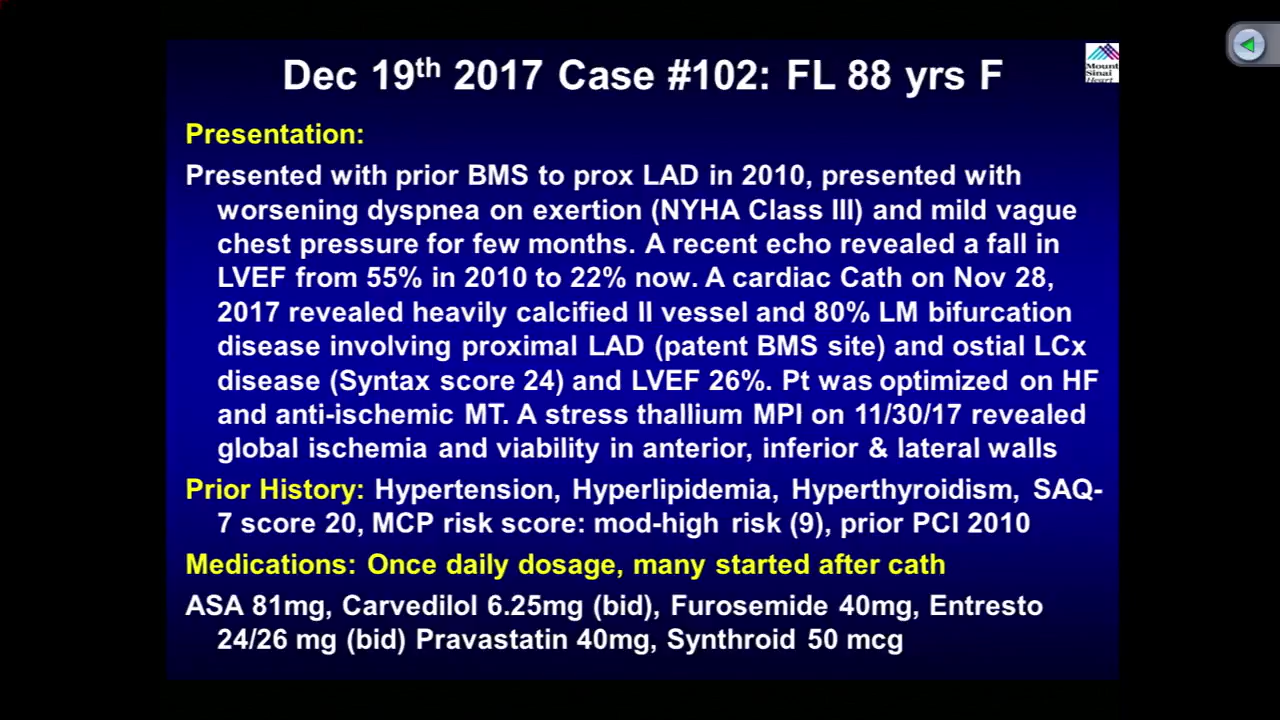 Dec 19th 2017 Case #102: FL 88 yrs F
Mount
Sinai
Heart
Presentation:
Presented with prior BMS to prox LAD in 2010, presented with
worsening dyspnea on exertion (NYHA Class III) and mild vague
chest pressure for few months. A recent echo revealed a fall in
LVEF from 55% in 2010 to 22% now. A cardiac Cath on Nov 28,
2017 revealed heavily calcified II vessel and 80% LM bifurcation
disease involving proximal LAD (patent BMS site) and ostial LCx
disease (Syntax score 24) and LVEF 26%. Pt was optimized on HF
and anti-ischemic MT. A stress thallium MPI on 11/30/17 revealed
global ischemia and viability in anterior, inferior & lateral walls
Prior History: Hypertension, Hyperlipidemia, Hyperthyroidism, SAQ-
7 score 20, MCP risk score: mod-high risk (9), prior PCI 2010
Medications: Once daily dosage, many started after cath
ASA 81mg, Carvedilol 6.25mg (bid), Furosemide 40mg, Entresto
24/26 mg (bid) Pravastatin 40mg, Synthroid 50 mcg